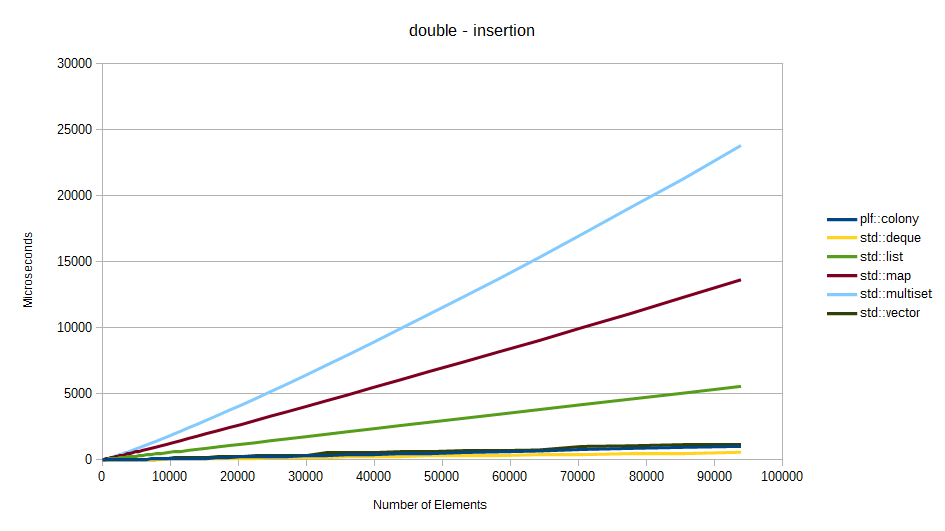 double - insertion
30000
25000
20000
15000
10000
5000
0
Microseconds
0 10000 20000 30000 40000 50000 60000 70000 80000 90000 100000
Number of Elements
plf::colony
std::deque
std::list
std::map
std::multiset
std::vector